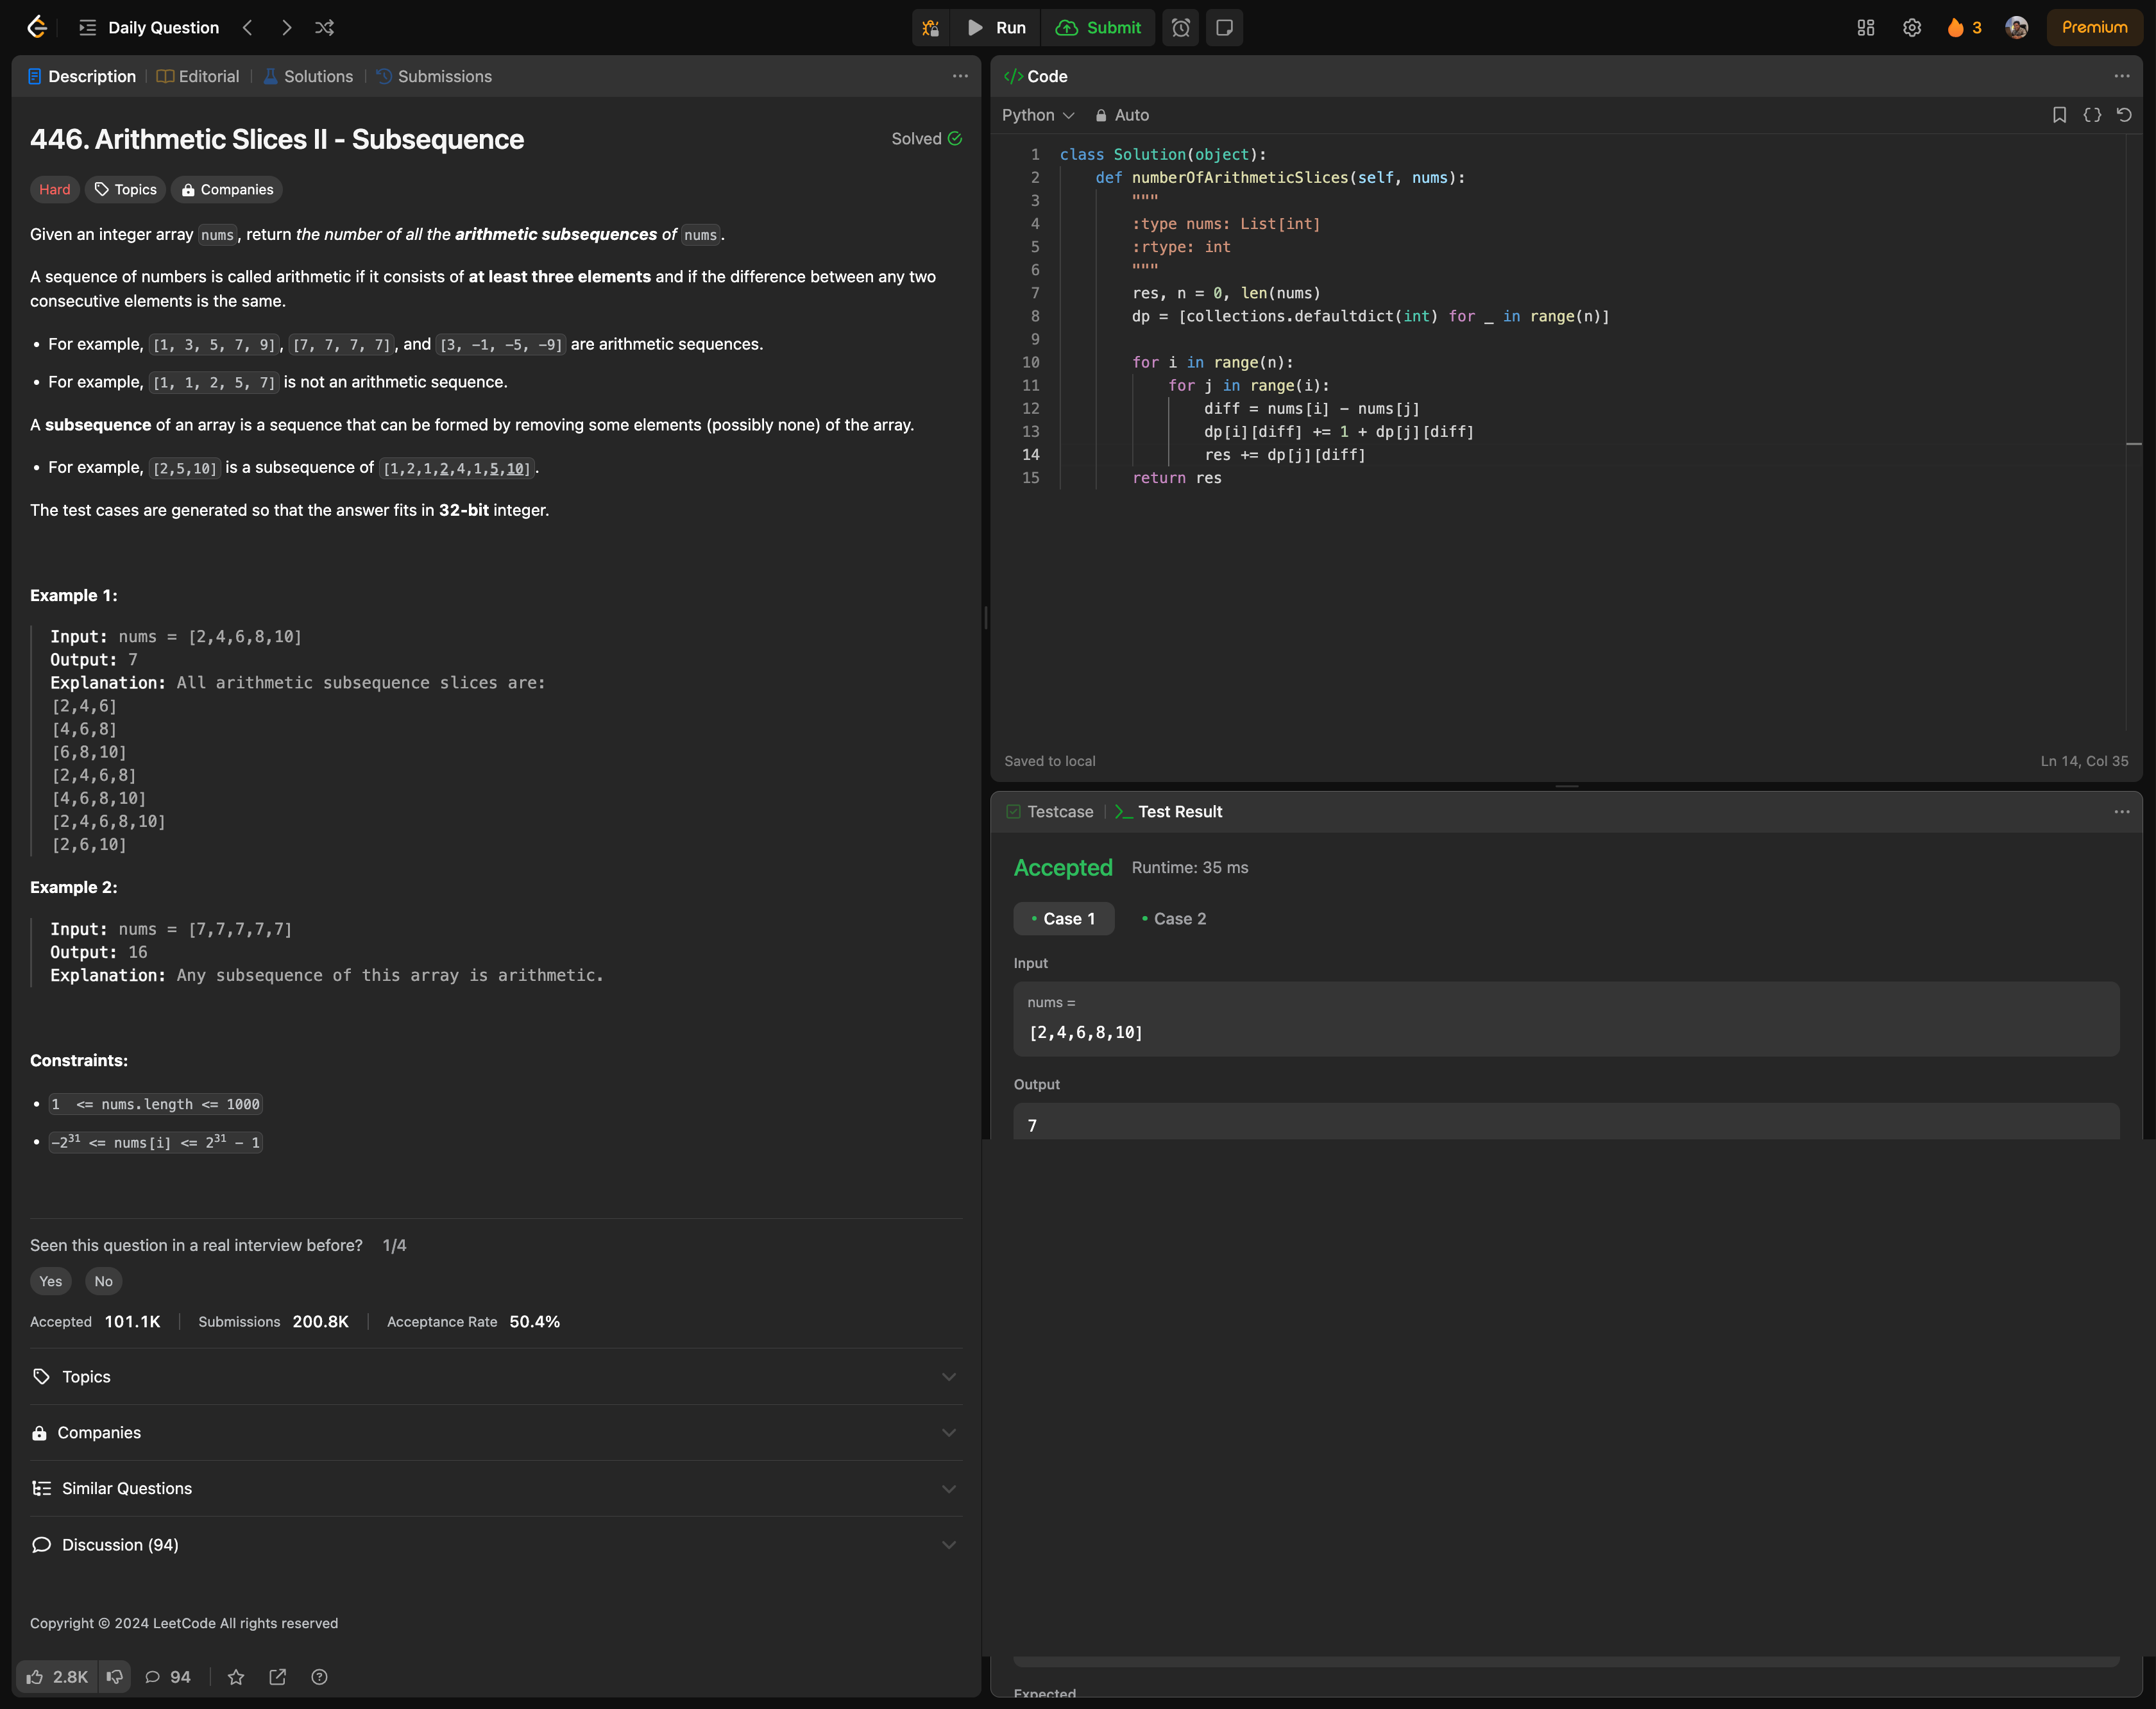 Daily Question
Run
Submit
3
Premium
Description
Editorial
Solutions
Submissions
446. Arithmetic Slices II - Subsequence
Solved
Hard
Topics
Companies
Given an integer array nums, return the number of all the arithmetic subsequences of nums.
A sequence of numbers is called arithmetic if it consists of at least three elements and if the difference between any two
consecutive elements is the same.
• For example, [1, 3, 5, 7, 9], [7, 7, 7, 7], and [3, -1, -5, -9] are arithmetic sequences.
• For example, [1, 1, 2, 5, 7] is not an arithmetic sequence.
A subsequence of an array is a sequence that can be formed by removing some elements (possibly none) of the array.
• For example, [2,5,10] is a subsequence of [1,2,1,2,4,1,5,10].
The test cases are generated so that the answer fits in 32-bit integer.
Example 1:
Input: nums = [2,4,6,8,10]
Output: 7
Explanation: All arithmetic subsequence slices are:
[2,4,6]
[4,6,8]
[6,8,10]
[2,4,6,8]
[4,6,8,10]
[2,4,6,8,10]
[2,6,10]
Example 2:
Input: nums = [7,7,7,7,7]
Output: 16
Explanation: Any subsequence of this array is arithmetic.
Constraints:
• 1 <= nums.length <= 1000
• -2^31 <= nums[i] <= 2^31 - 1
Seen this question in a real interview before? 1/4
Yes
No
Accepted 101.1K
Submissions 200.8K
Acceptance Rate 50.4%
Topics
Companies
Similar Questions
Discussion (94)
Copyright © 2024 LeetCode All rights reserved
2.8K
94
</> Code
Python
Auto
1 class Solution(object):
2     def numberOfArithmeticSlices(self, nums):
3         """
4         :type nums: List[int]
5         :rtype: int
6         """
7         res, n = 0, len(nums)
8         dp = [collections.defaultdict(int) for _ in range(n)]
9
10         for i in range(n):
11             for j in range(i):
12                 diff = nums[i] - nums[j]
13                 dp[i][diff] += 1 + dp[j][diff]
14                 res += dp[j][diff]
15         return res
Saved to local
Ln 14, Col 35
Testcase
Test Result
Accepted
Runtime: 35 ms
• Case 1
• Case 2
Input
nums =
[2,4,6,8,10]
Output
7
Expected